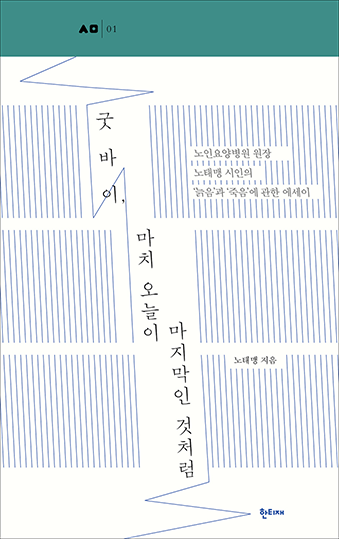 시ㅁ | 01
굿 바 이,
마치 오늘이
마지막인 것처럼
노인요양병원 원장
노태맹 시인의
'늙음'과 '죽음'에 관한 에세이
노태맹 지음
한티재